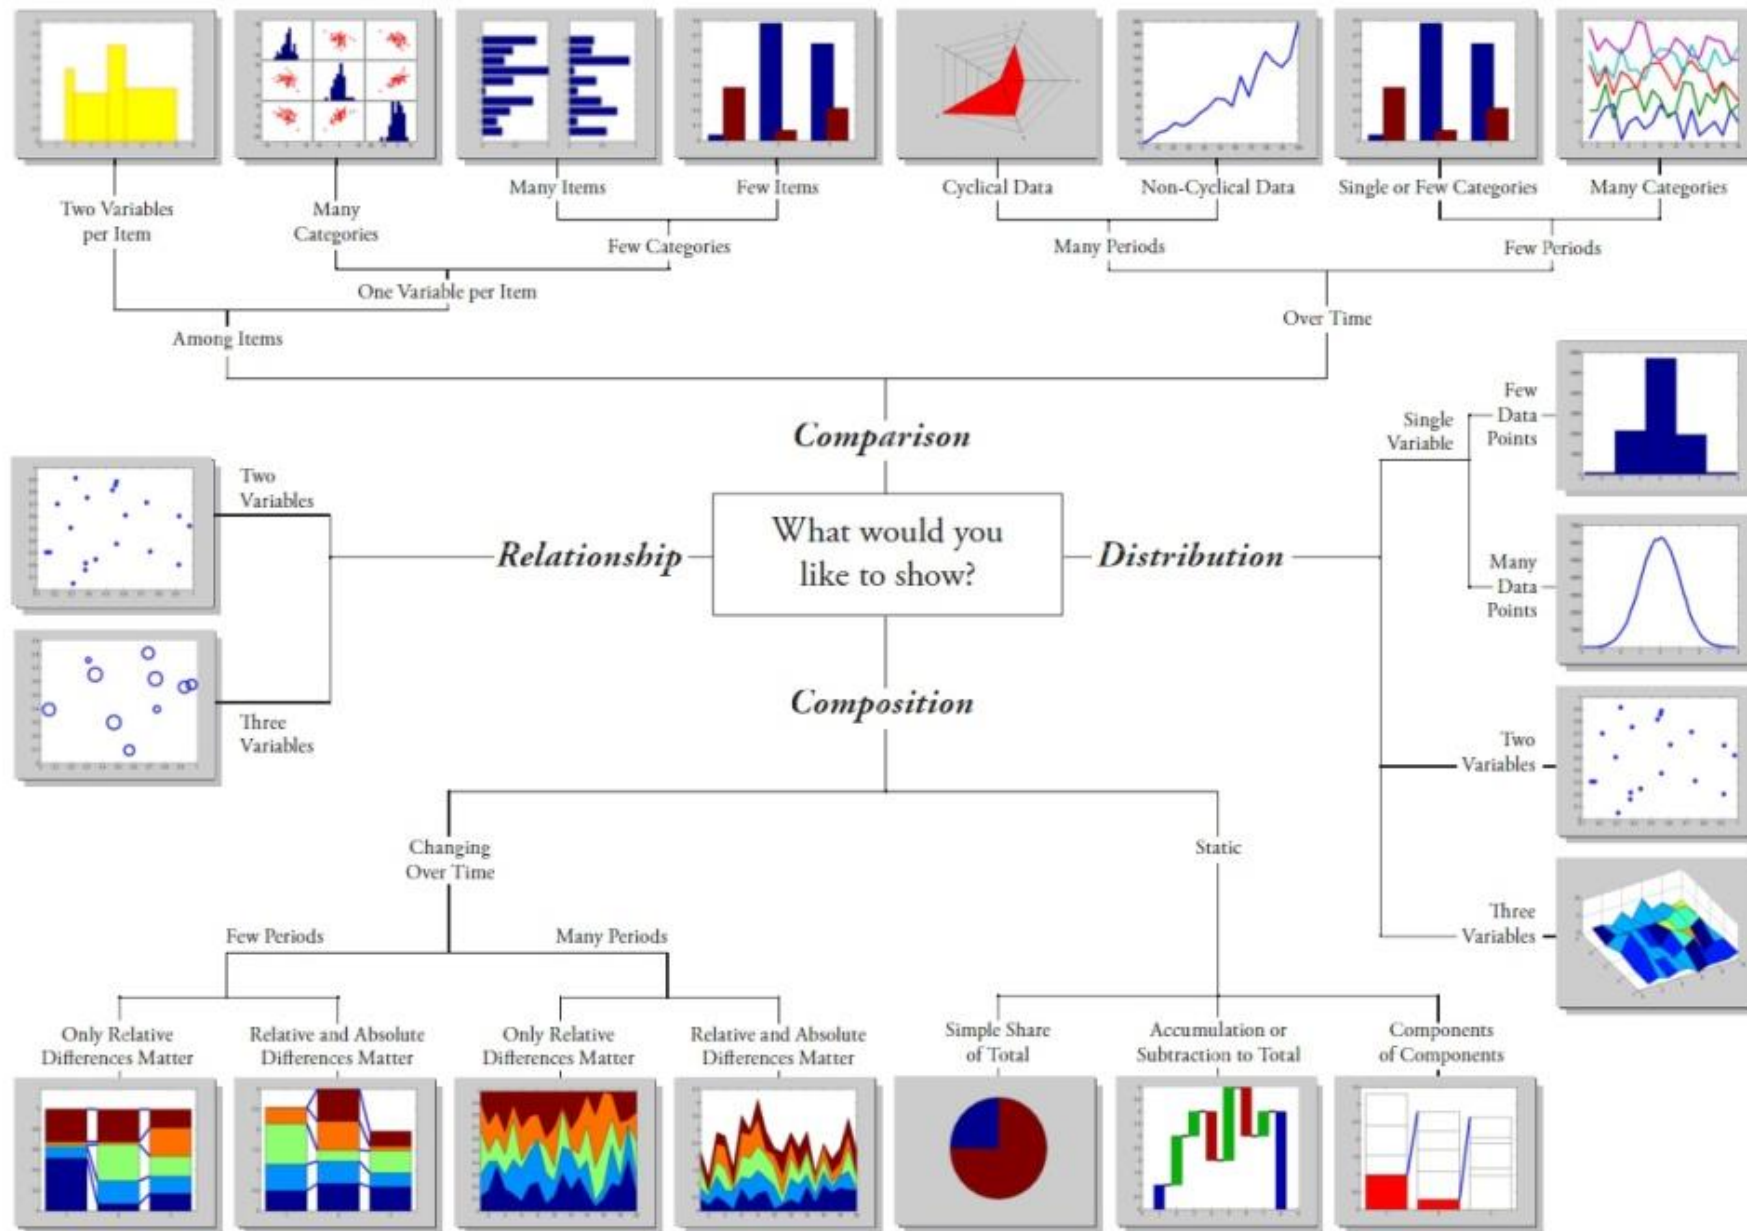 Many Items
Few Items
Cyclical Data
Non-Cyclical Data
Single or Few Categories
Many Categories
Two Variables
per Item
Many
Categories
Few Categories
Many Periods
Few Periods
One Variable per Item
Among Items
Over Time
Comparison
Few
Data
Points
Single
Variable
Two
Variables
What would you
like to show?
Relationship
Distribution
Many
Data
Points
Composition
Three
Variables
Two
Variables
Changing
Over Time
Static
Three
Variables
Few Periods
Many Periods
Only Relative
Differences Matter
Relative and Absolute
Differences Matter
Only Relative
Differences Matter
Relative and Absolute
Differences Matter
Simple Share
of Total
Accumulation or
Subtraction to Total
Components
of Components